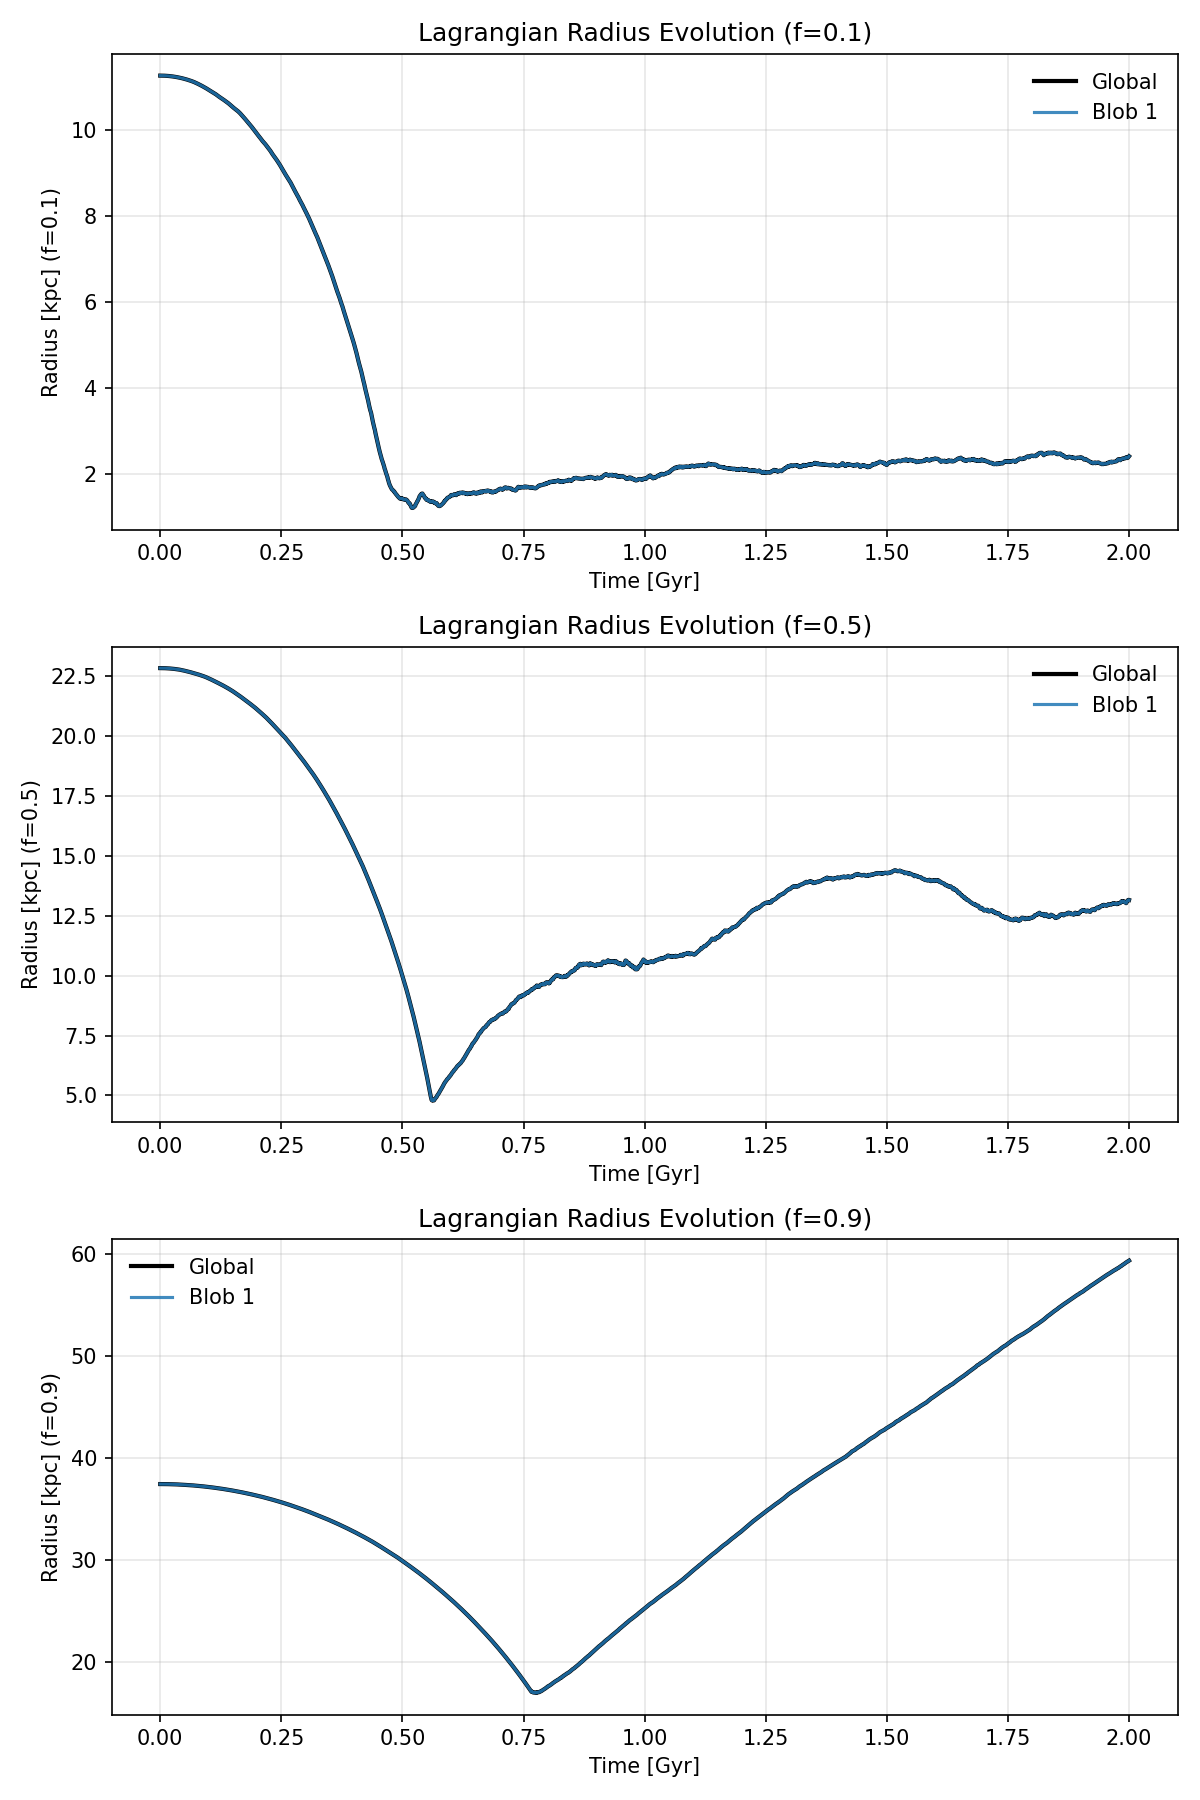 Lagrangian Radius Evolution (f=0.1)
Global
Blob 1
Radius [kpc] (f=0.1)
10
8
6
4
2
0.00 0.25 0.50 0.75 1.00 1.25 1.50 1.75 2.00
Time [Gyr]
Lagrangian Radius Evolution (f=0.5)
Global
Blob 1
Radius [kpc] (f=0.5)
22.5
20.0
17.5
15.0
12.5
10.0
7.5
5.0
0.00 0.25 0.50 0.75 1.00 1.25 1.50 1.75 2.00
Time [Gyr]
Lagrangian Radius Evolution (f=0.9)
Global
Blob 1
Radius [kpc] (f=0.9)
60
50
40
30
20
0.00 0.25 0.50 0.75 1.00 1.25 1.50 1.75 2.00
Time [Gyr]